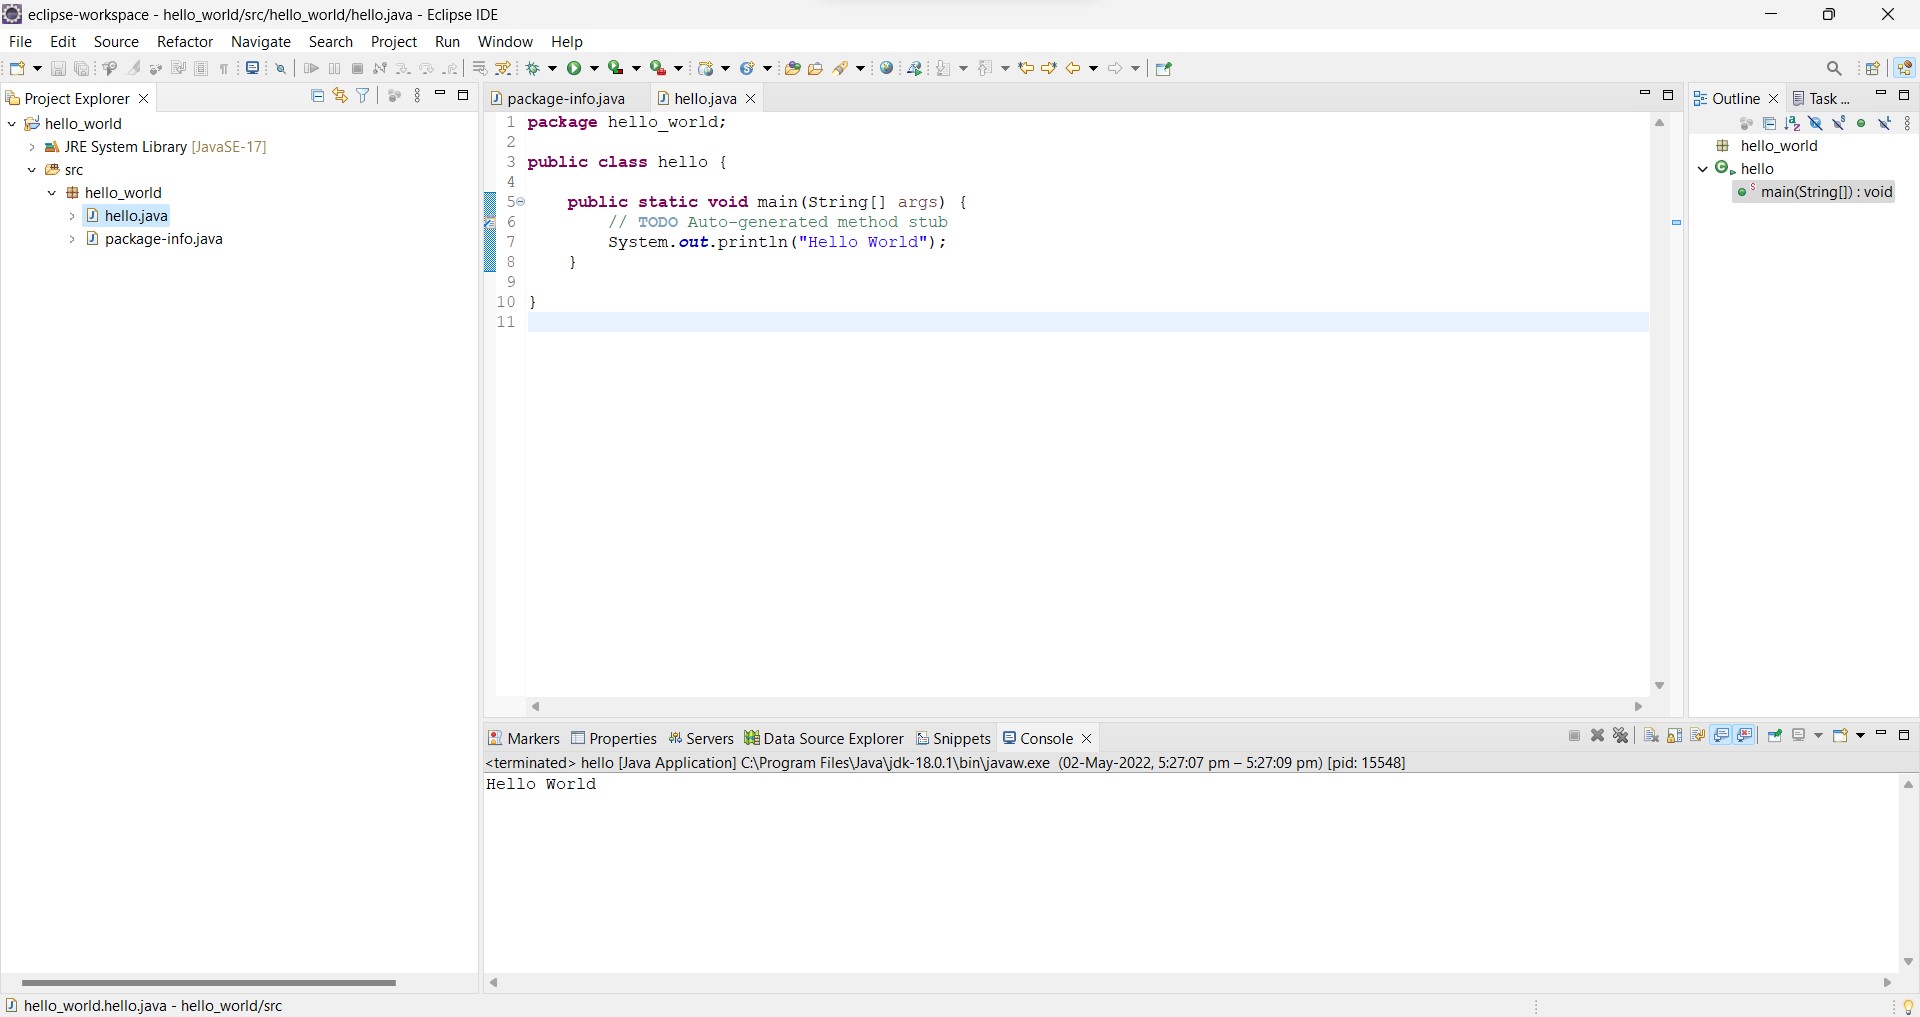 eclipse-workspace - hello_world/src/hello_world/hello.java - Eclipse IDE
File Edit Source Refactor Navigate Search Project Run Window Help
Project Explorer
hello_world
JRE System Library [JavaSE-17]
src
hello_world
hello.java
package-info.java
package-info.java hello.java
1 package hello_world;
2
3 public class hello {
4
5 public static void main(String[] args) {
6 // TODO Auto-generated method stub
7 System.out.println("Hello World");
8 }
9
10 }
11
Outline Task ...
hello_world
hello
main(String[]) : void
Markers Properties Servers Data Source Explorer Snippets Console
<terminated> hello [Java Application] C:\Program Files\Java\jdk-18.0.1\bin\javaw.exe (02-May-2022, 5:27:07 pm – 5:27:09 pm) [pid: 15548]
Hello World
hello_world.hello.java - hello_world/src